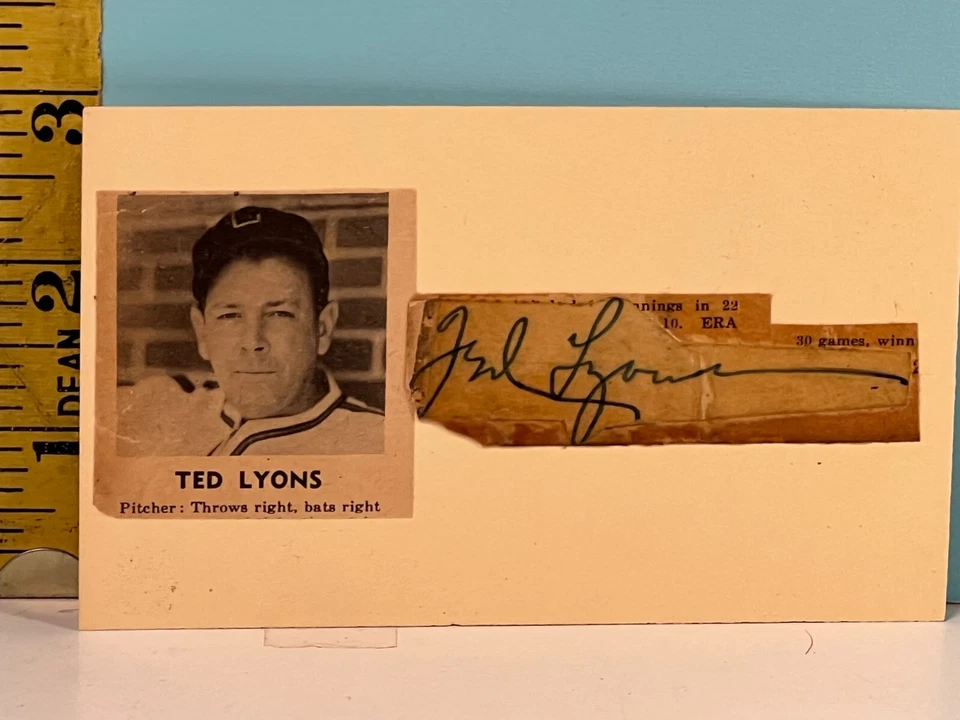 3
2
DEAN
1
C
TED LYONS
Pitcher: Throws right, bats right
innings in 22
10. ERA
30 games, winn
Ted Lyons